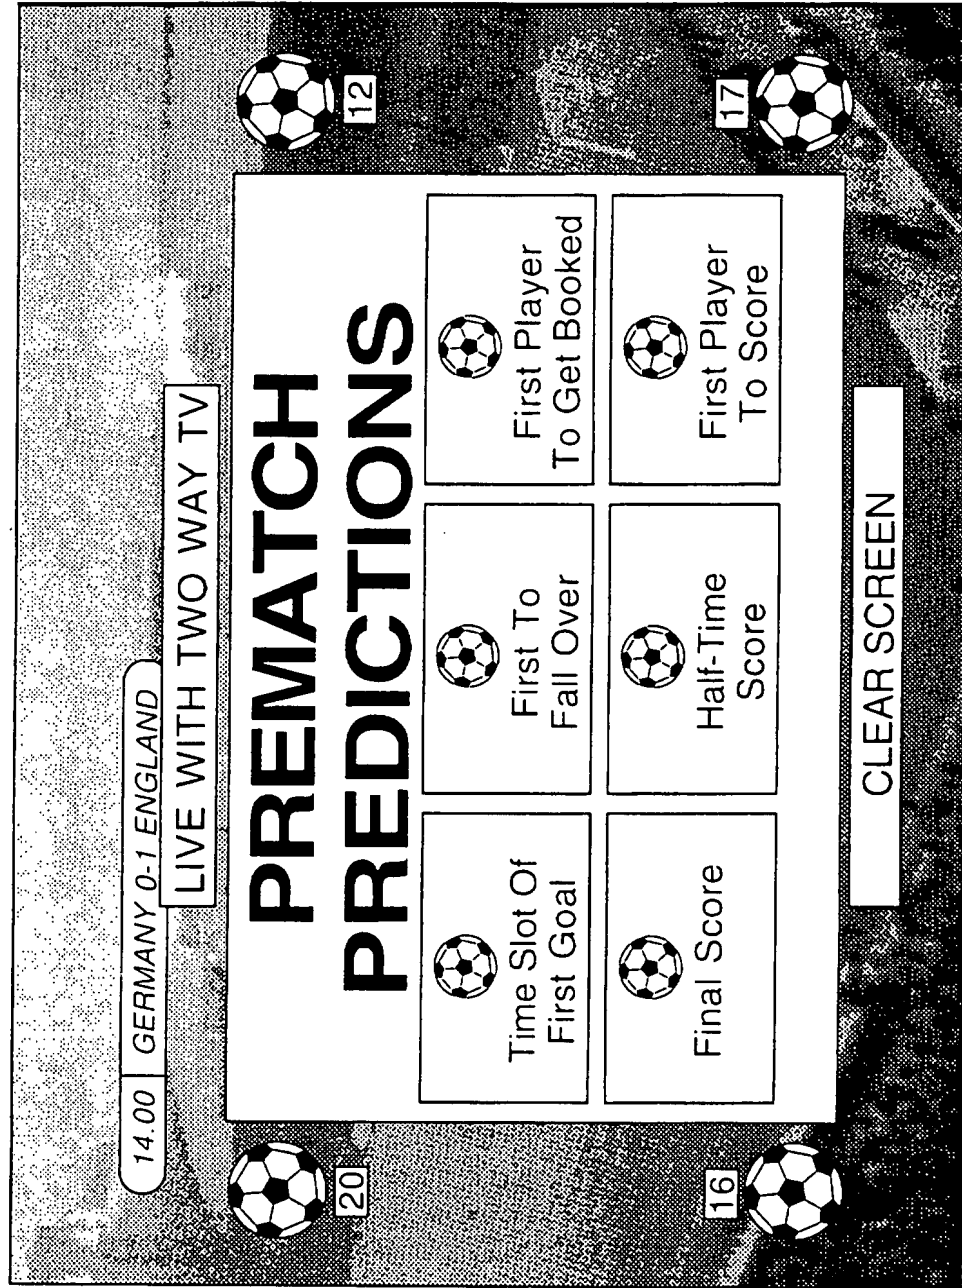 14.00 GERMANY 0-1 ENGLAND
LIVE WITH TWO WAY TV
20
12
PREMATCH
PREDICTIONS
Time Slot Of
First Goal
First To
Fall Over
First Player
To Get Booked
Final Score
Half-Time
Score
First Player
To Score
16
17
CLEAR SCREEN